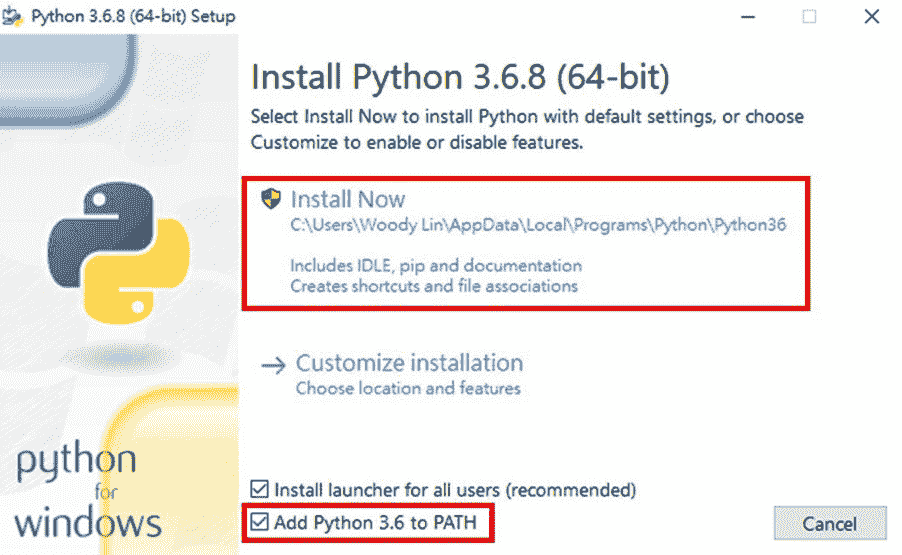 Python 3.6.8 (64-bit) Setup
Install Python 3.6.8 (64-bit)
Select Install Now to install Python with default settings, or choose
Customize to enable or disable features.
Install Now
C:\Users\Woody Lin\AppData\Local\Programs\Python\Python36
Includes IDLE, pip and documentation
Creates shortcuts and file associations
Customize installation
Choose location and features
Install launcher for all users (recommended)
Add Python 3.6 to PATH
python
for
windows
Cancel